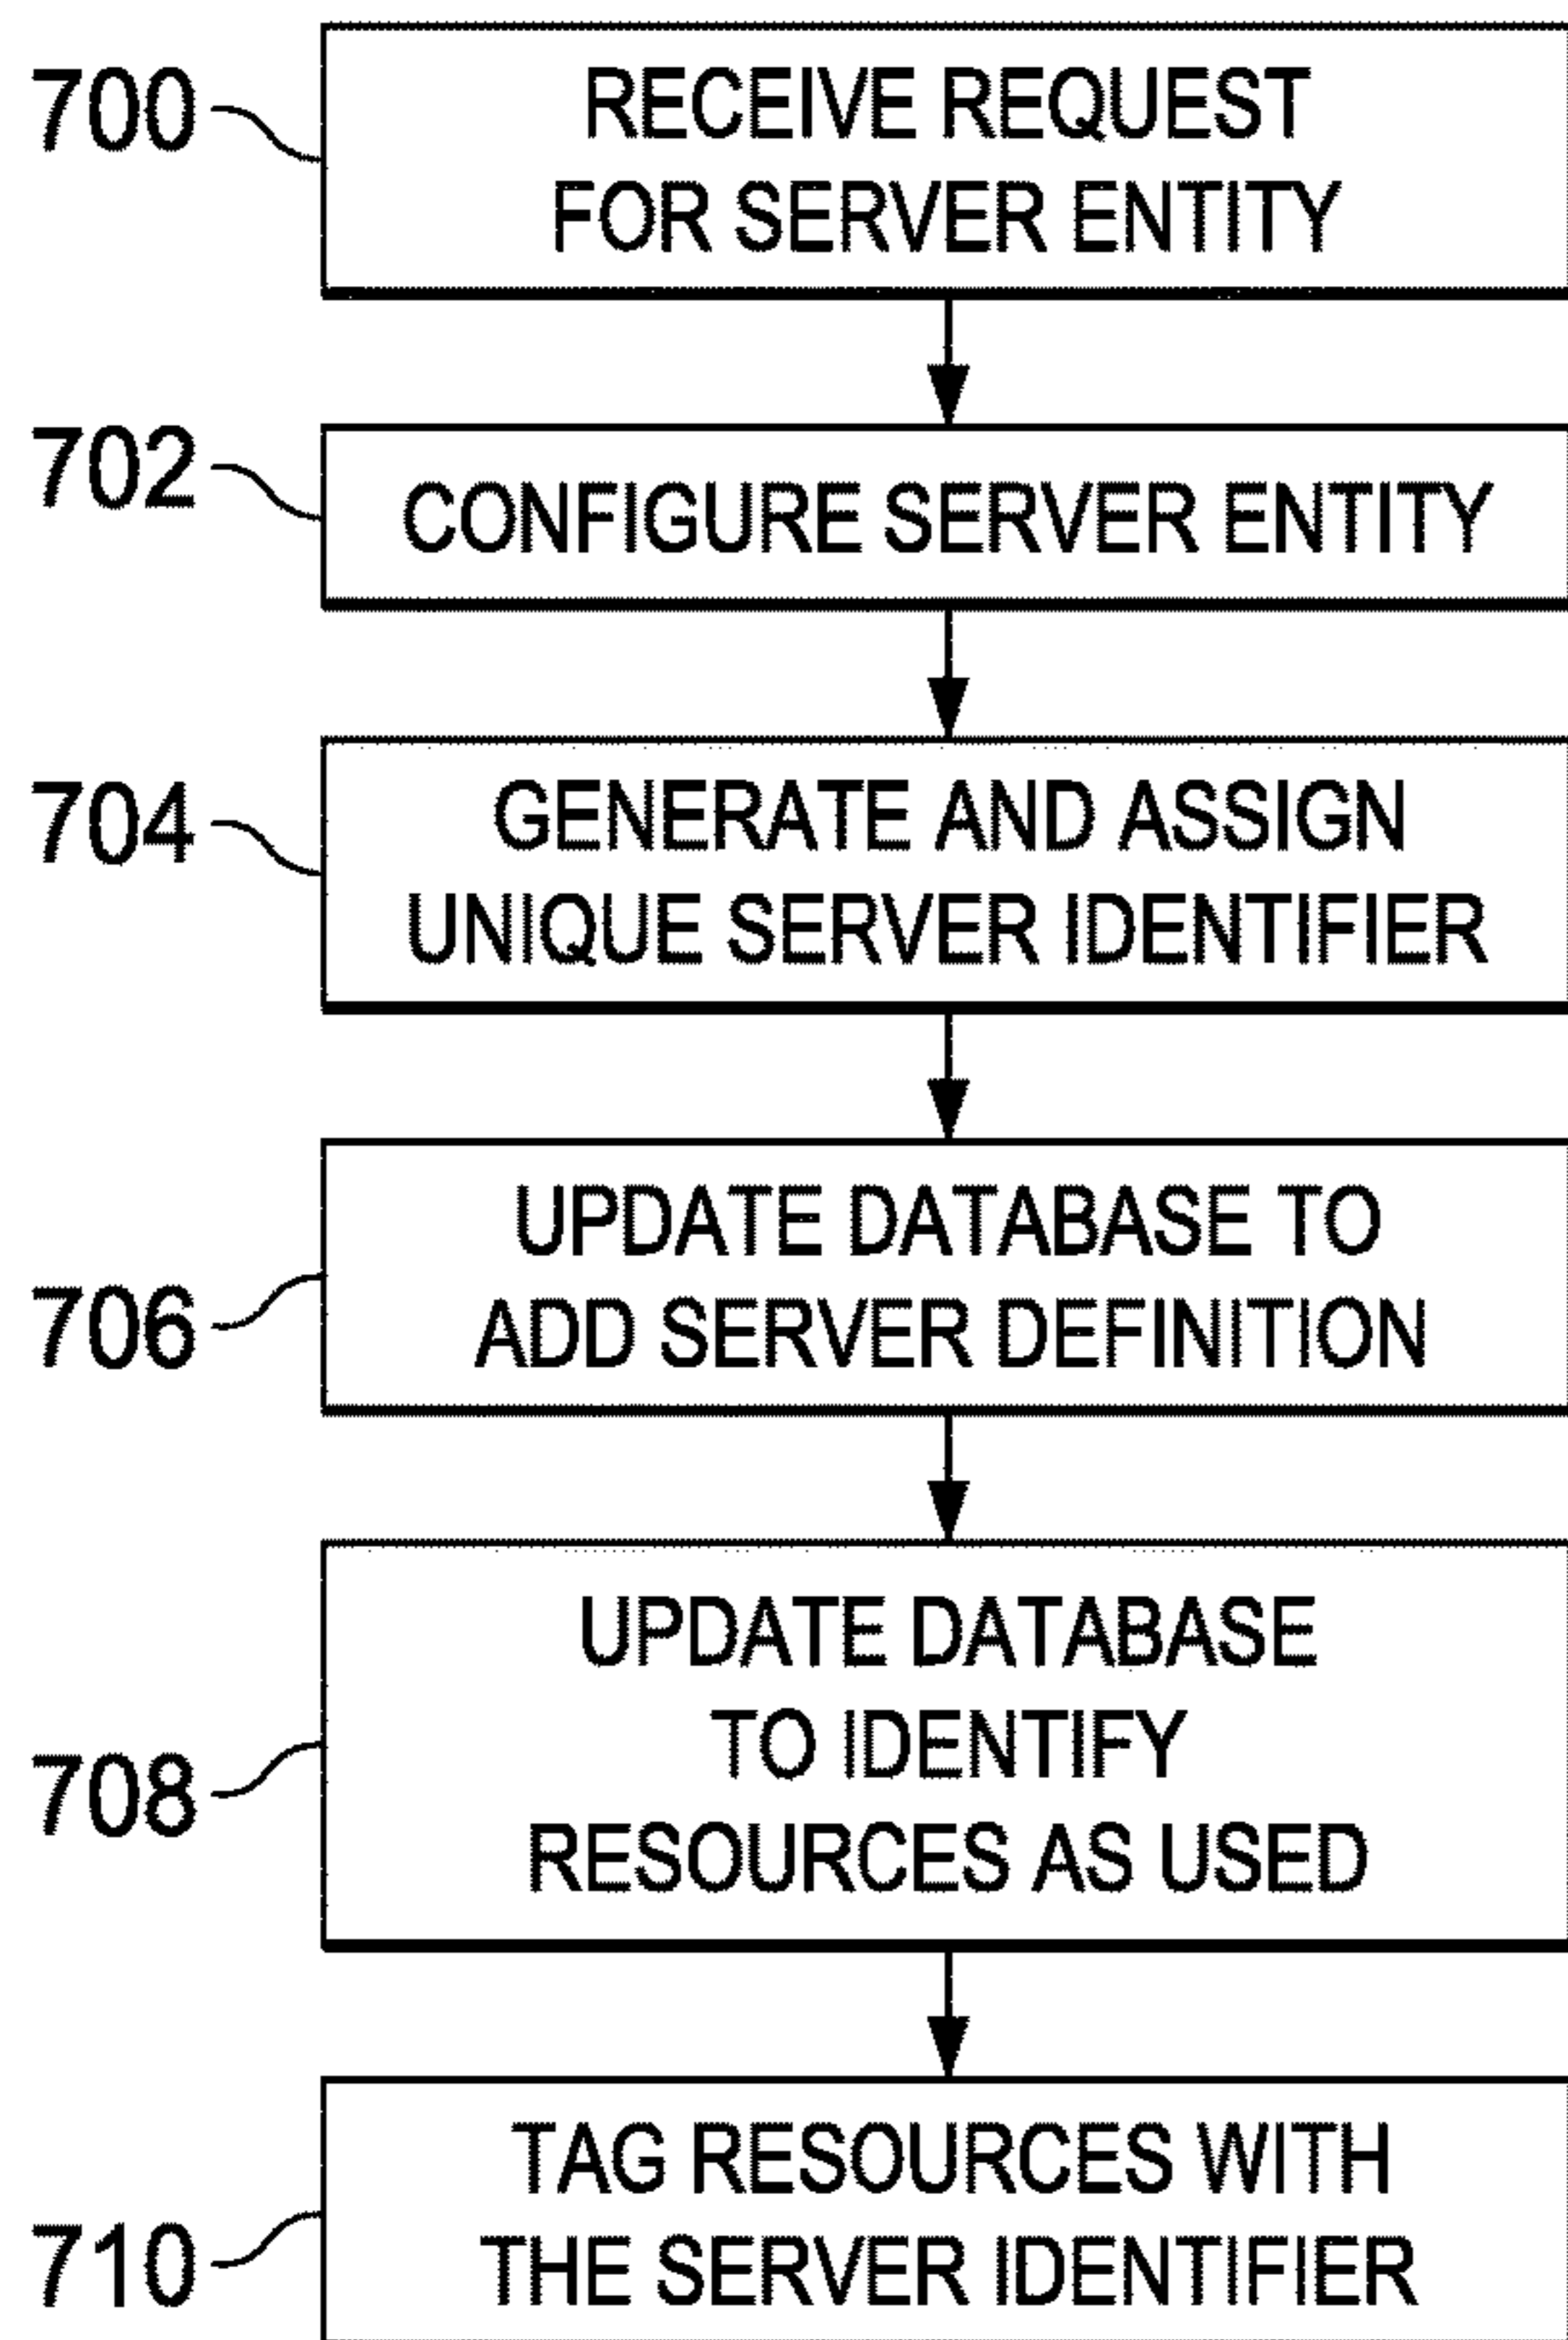 700
RECEIVE REQUEST
FOR SERVER ENTITY
702
CONFIGURE SERVER ENTITY
704
GENERATE AND ASSIGN
UNIQUE SERVER IDENTIFIER
706
UPDATE DATABASE TO
ADD SERVER DEFINITION
708
UPDATE DATABASE
TO IDENTIFY
RESOURCES AS USED
710
TAG RESOURCES WITH
THE SERVER IDENTIFIER